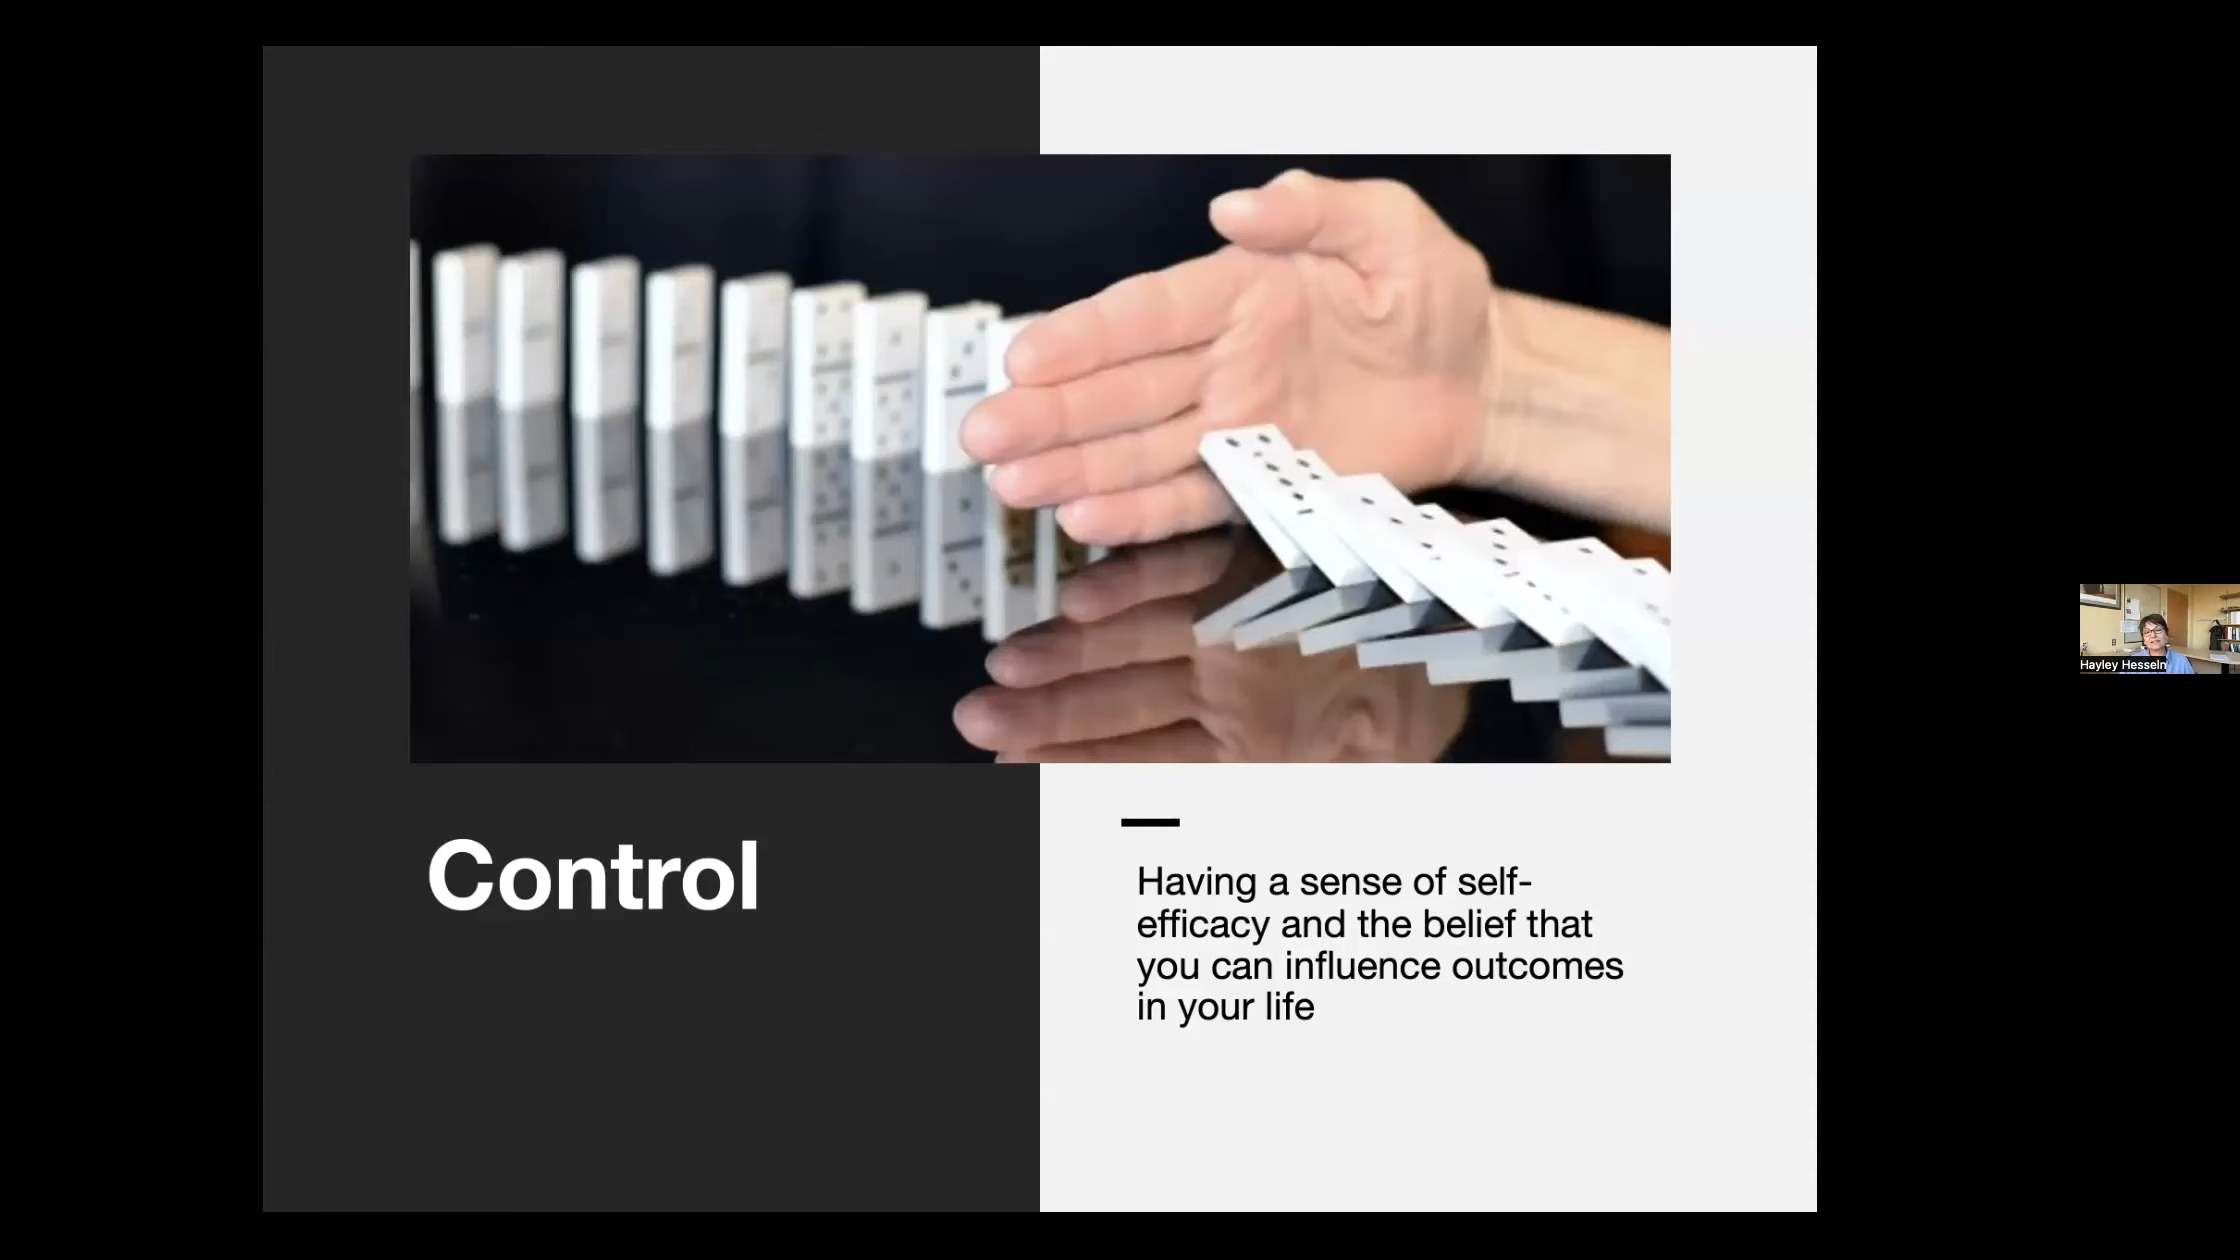 Control
Having a sense of self-
efficacy and the belief that
you can influence outcomes
in your life
Hayley Hesseln